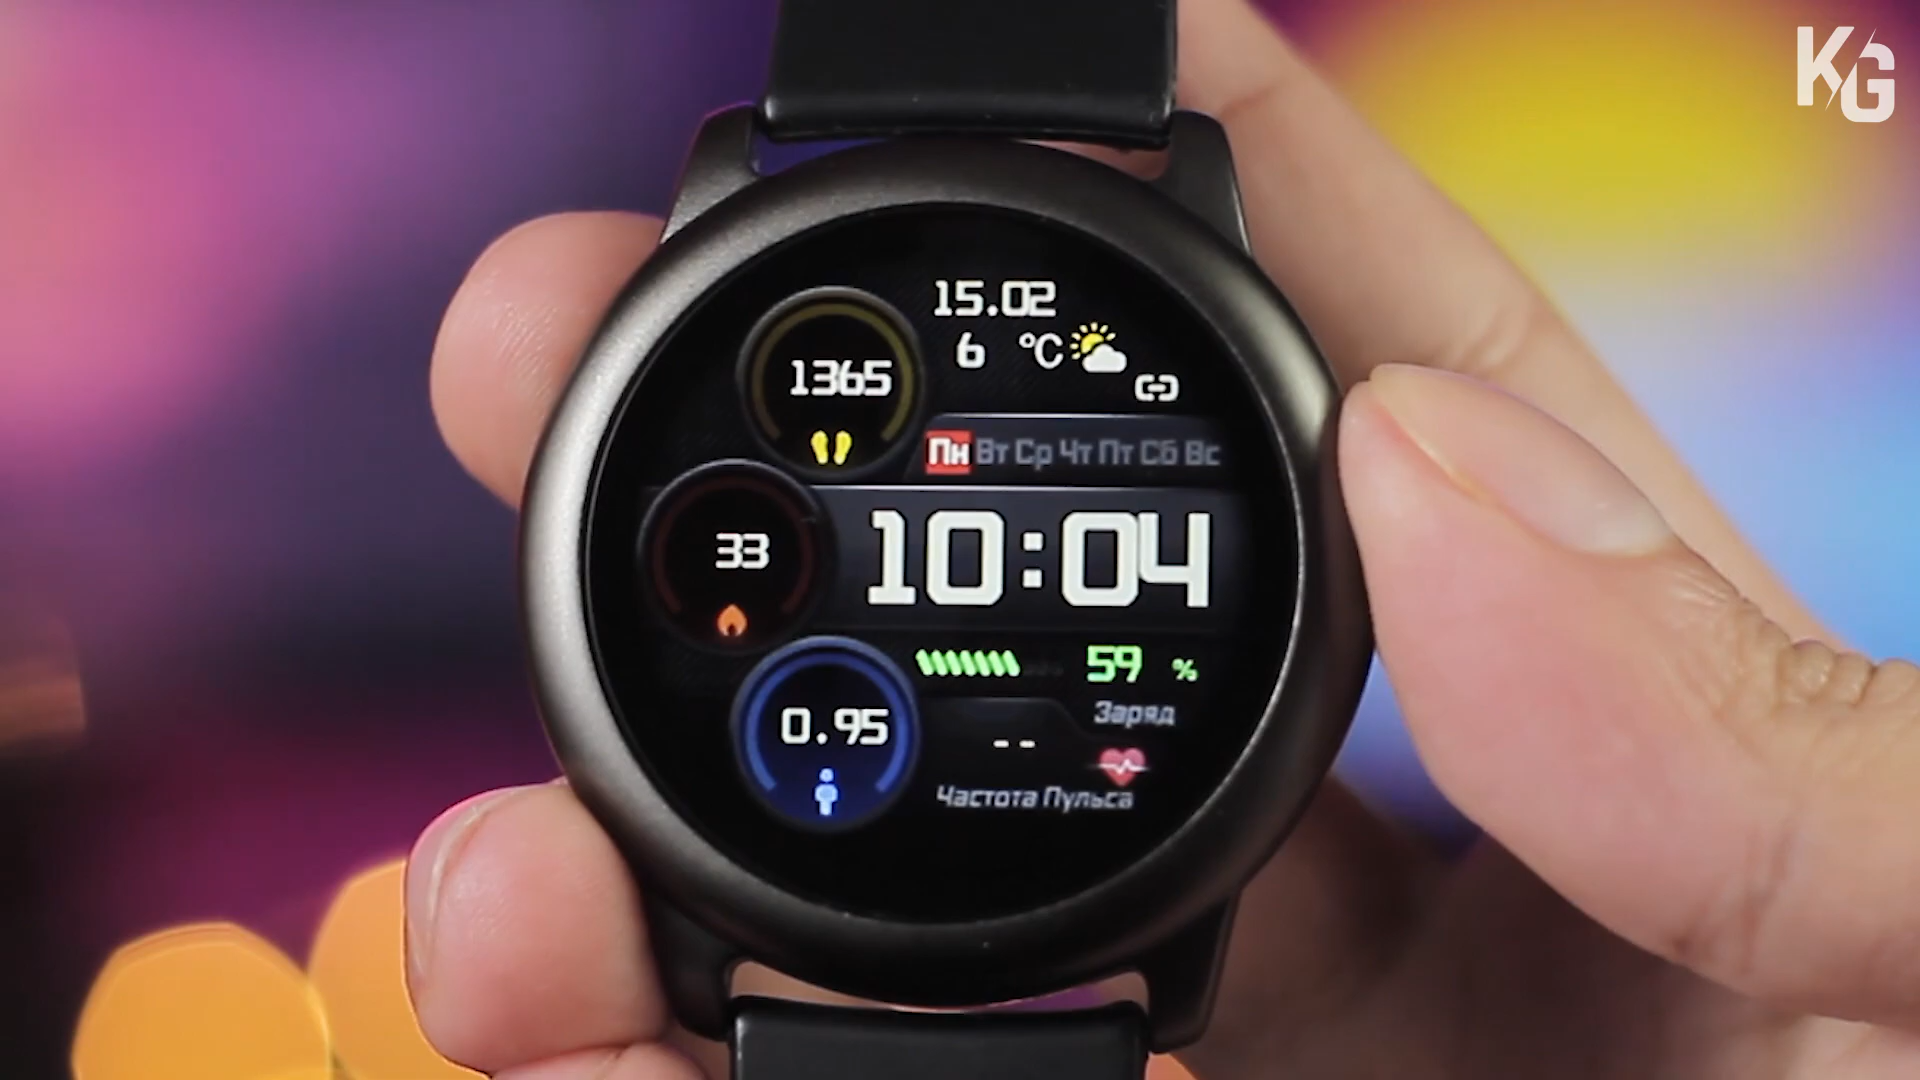 KG
15.02
1365
6 °C
Пн Вт Ср Чт Пт Сб Вс
33
10:04
59 %
Заряд
0.95
--
Частота Пульса